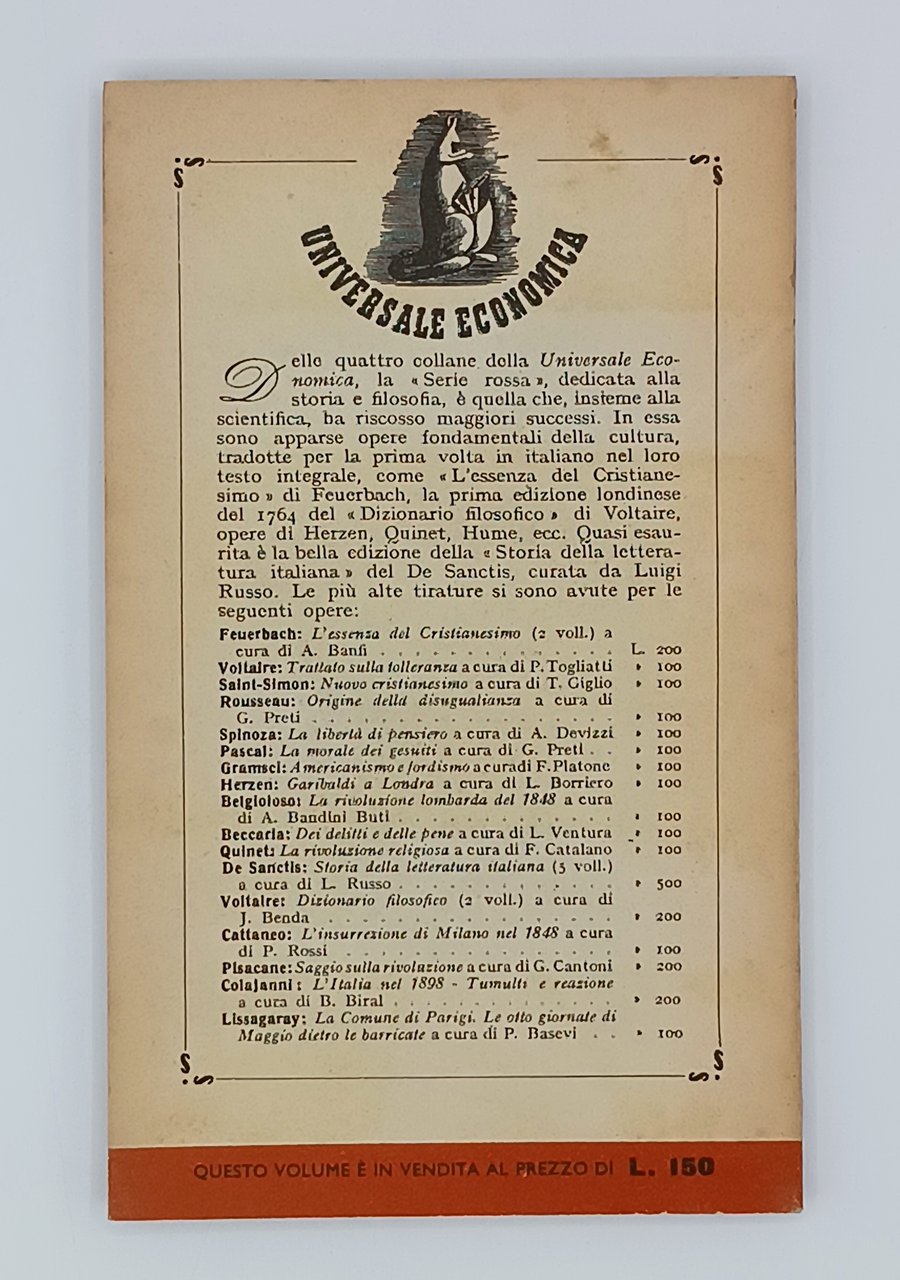 UNIVERSALE ECONOMICA
Delle quattro collane della Universale Eco-
nomica, la « Serie rossa », dedicata alla
storia e filosofia, è quella che, insieme alla
scientifica, ha riscosso maggiori successi. In essa
sono apparse opere fondamentali della cultura,
tradotte per la prima volta in italiano nel loro
testo integrale, come « L'essenza del Cristiane-
simo » di Feuerbach, la prima edizione londinese
del 1764 del « Dizionario filosofico » di Voltaire,
opere di Herzen, Quinet, Hume, ecc. Quasi esau-
rita è la bella edizione della « Storia della lettera-
tura italiana » del De Sanctis, curata da Luigi
Russo. Le più alte tirature si sono avute per le
seguenti opere:
Feuerbach: L'essenza del Cristianesimo (2 voll.) a
cura di A. Banfi . . . . . . . . . . . . . L. 200
Voltaire: Trattato sulla tolleranza a cura di P. Togliatti » 100
Saint-Simon: Nuovo cristianesimo a cura di T. Giglio » 100
Rousseau: Origine della disugualianza a cura di
G. Preti . . . . . . . . . . . . . . . . » 100
Spinoza: La libertà di pensiero a cura di A. Devizzi » 100
Pascal: La morale dei gesuiti a cura di G. Preti . . » 100
Gramsci: Americanismo e fordismo a cura di F. Platone » 100
Herzen: Garibaldi a Londra a cura di L. Borriero » 100
Belgioioso: La rivoluzione lombarda del 1848 a cura
di A. Bandini Buti . . . . . . . . . . . . » 100
Beccaria: Dei delitti e delle pene a cura di L. Ventura » 100
Quinet: La rivoluzione religiosa a cura di F. Catalano » 100
De Sanctis: Storia della letteratura italiana (5 voll.)
a cura di L. Russo . . . . . . . . . . . . » 500
Voltaire: Dizionario filosofico (2 voll.) a cura di
J. Benda . . . . . . . . . . . . . . . . » 200
Cattaneo: L'insurrezione di Milano nel 1848 a cura
di P. Rossi . . . . . . . . . . . . . . . » 100
Pisacane: Saggio sulla rivoluzione a cura di G. Cantoni » 200
Colajanni: L'Italia nel 1898 - Tumulti e reazione
a cura di B. Biral . . . . . . . . . . . . » 200
Lissagaray: La Comune di Parigi. Le otto giornate di
Maggio dietro le barricate a cura di P. Basevi . . » 100
QUESTO VOLUME È IN VENDITA AL PREZZO DI L. 150